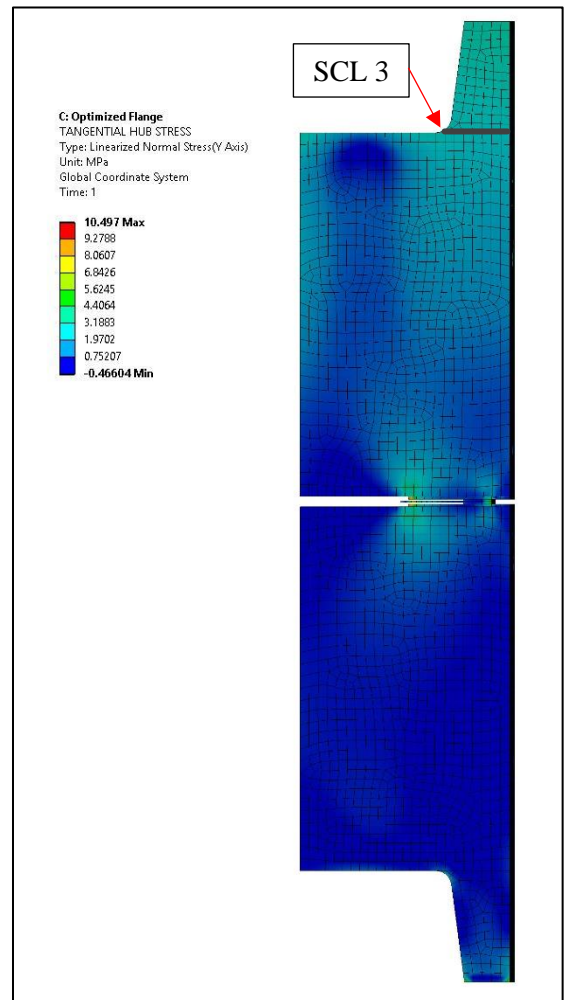 SCL 3
C: Optimized Flange
TANGENTIAL HUB STRESS
Type: Linearized Normal Stress(Y Axis)
Unit: MPa
Global Coordinate System
Time: 1
10.497 Max
9.2788
8.0607
6.8426
5.6245
4.4064
3.1883
1.9702
0.75207
-0.46604 Min